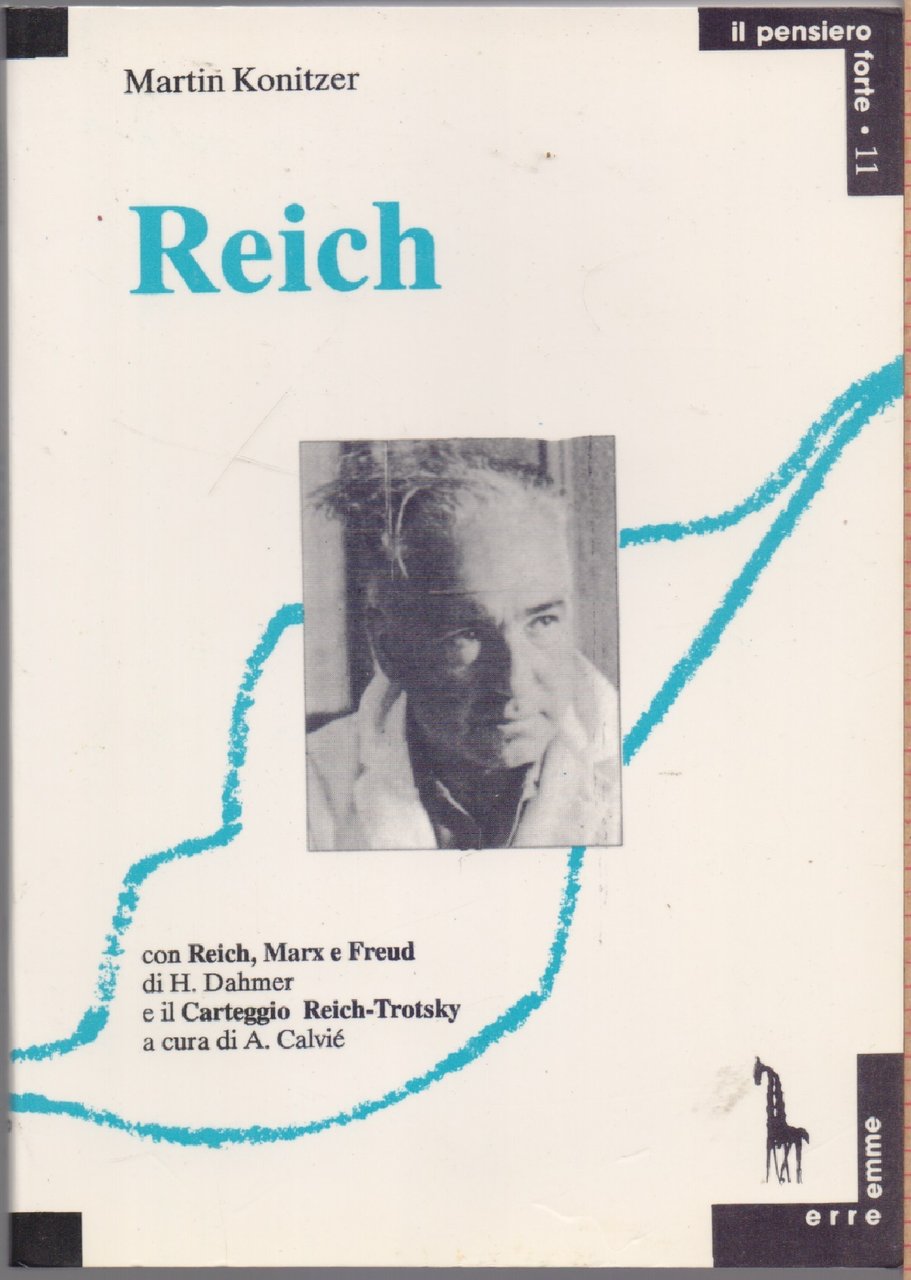 il pensiero
forte • 11
Martin Konitzer
Reich
con Reich, Marx e Freud
di H. Dahmer
e il Carteggio Reich-Trotsky
a cura di A. Calvié
erre
emme